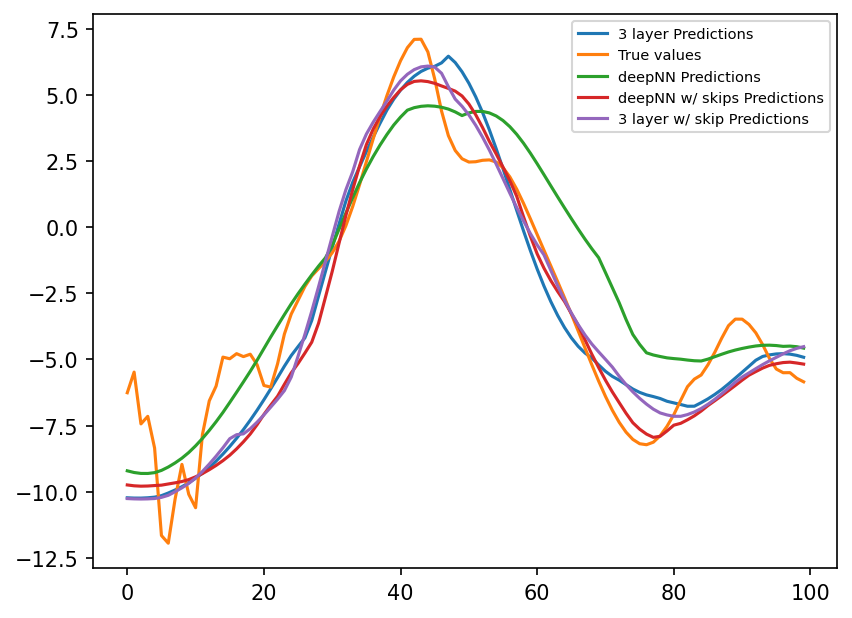 7.5
5.0
2.5
0.0
−2.5
−5.0
−7.5
−10.0
−12.5
0 20 40 60 80 100
3 layer Predictions
True values
deepNN Predictions
deepNN w/ skips Predictions
3 layer w/ skip Predictions